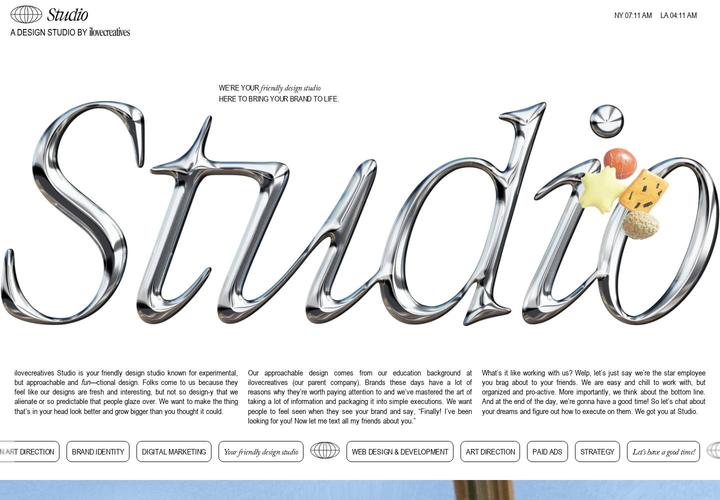 Studio
NY 07:11 AM LA 04:11 AM
A DESIGN STUDIO BY ilovecreatives
WE'RE YOUR friendly design studio
HERE TO BRING YOUR BRAND TO LIFE.
Studio
ilovecreatives Studio is your friendly design studio known for experimental,
but approachable and fun—ctional design. Folks come to us because they
feel like our designs are fresh and interesting, but not so design-y that we
alienate or so predictable that people glaze over. We want to make the thing
that's in your head look better and grow bigger than you thought it could.
Our approachable design comes from our education background at
ilovecreatives (our parent company). Brands these days have a lot of
reasons why they're worth paying attention to and we've mastered the art of
taking a lot of information and packaging it into simple executions. We want
people to feel seen when they see your brand and say, "Finally! I've been
looking for you! Now let me text all my friends about you."
What's it like working with us? Welp, let's just say we're the star employee
you brag about to your friends. We are easy and chill to work with, but
organized and pro-active. More importantly, we think about the bottom line.
And at the end of the day, we're gonna have a good time! So let's chat about
your dreams and figure out how to execute on them. We got you at Studio.
N ART DIRECTION BRAND IDENTITY DIGITAL MARKETING Your friendly design studio WEB DESIGN & DEVELOPMENT ART DIRECTION PAID ADS STRATEGY Let's have a good time!